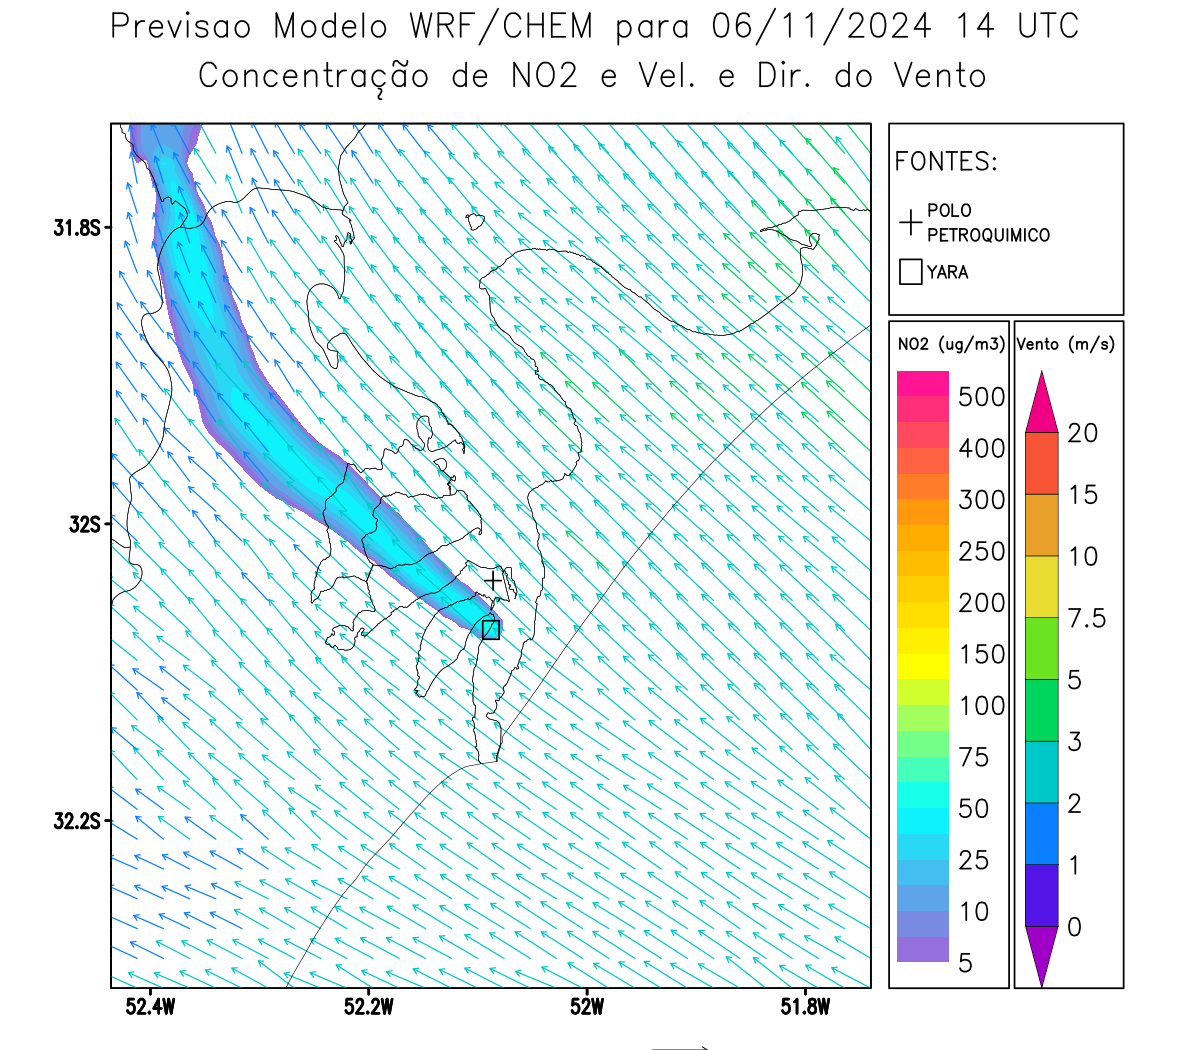 Previsao Modelo WRF/CHEM para 06/11/2024 14 UTC
Concentração de NO2 e Vel. e Dir. do Vento
FONTES:
POLO
PETROQUIMICO
YARA
NO2 (ug/m3)
500
400
300
250
200
150
100
75
50
25
10
5
Vento (m/s)
20
15
10
7.5
5
3
2
1
0
31.8S
32S
32.2S
52.4W
52.2W
52W
51.8W